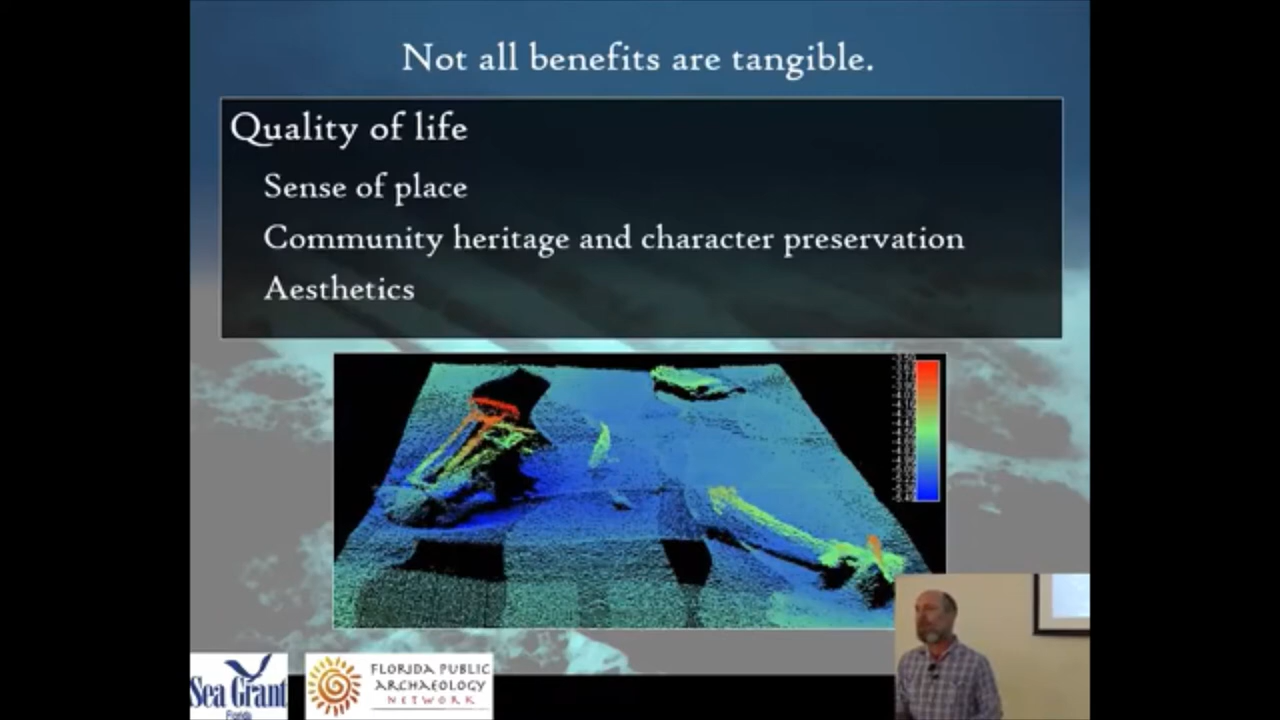 Not all benefits are tangible.
Quality of life
Sense of place
Community heritage and character preservation
Aesthetics
Sea Grant
Florida
FLORIDA PUBLIC
ARCHAEOLOGY
NETWORK